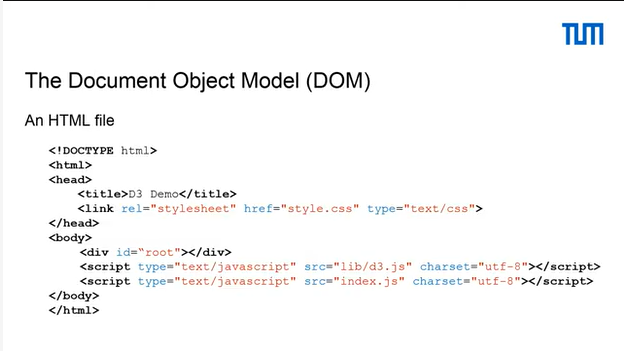 TUM
The Document Object Model (DOM)
An HTML file
<!DOCTYPE html>
<html>
<head>
<title>D3 Demo</title>
<link rel="stylesheet" href="style.css" type="text/css">
</head>
<body>
<div id=“root"></div>
<script type="text/javascript" src="lib/d3.js" charset="utf-8"></script>
<script type="text/javascript" src="index.js" charset="utf-8"></script>
</body>
</html>